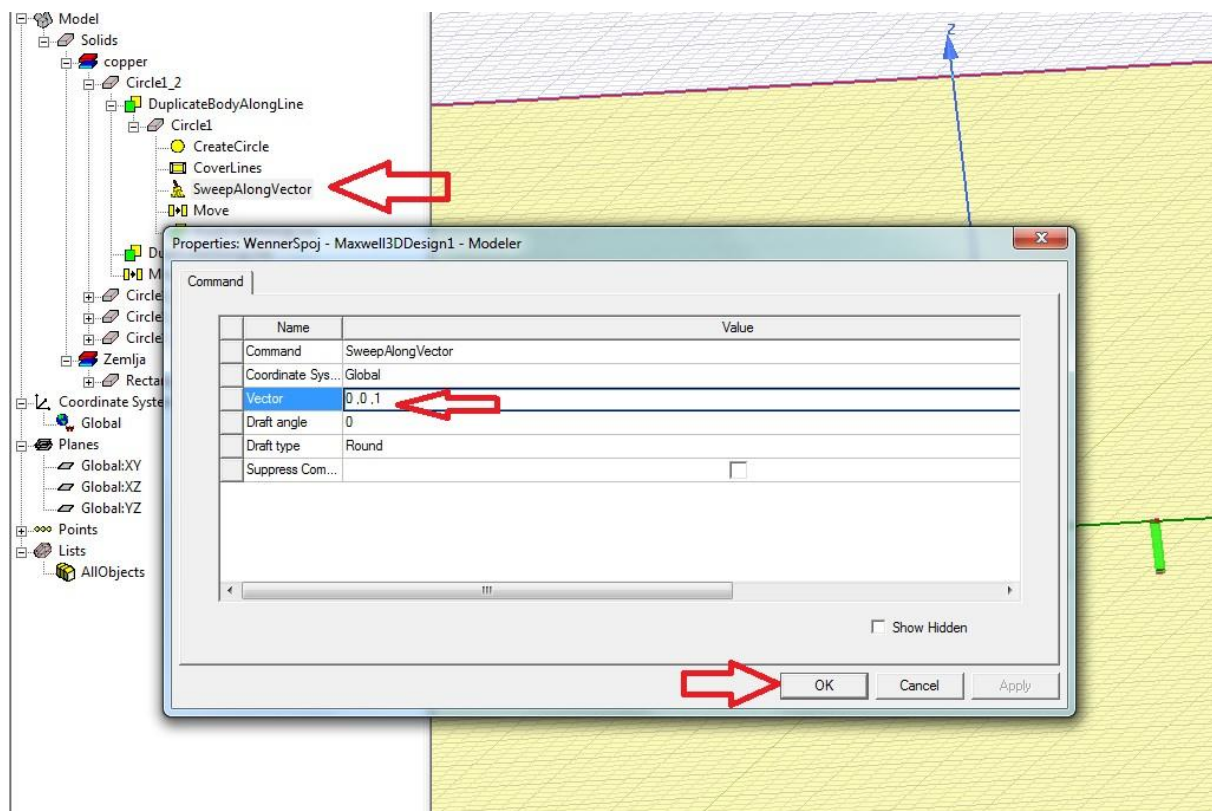 Model
Solids
copper
Circle1_2
DuplicateBodyAlongLine
Circle1
CreateCircle
CoverLines
SweepAlongVector
Move
Du
M
Circle
Circle
Circle
Zemlja
Recta
Coordinate Syste
Global
Planes
Global:XY
Global:XZ
Global:YZ
Points
Lists
AllObjects
z
Properties: WennerSpoj - Maxwell3DDesign1 - Modeler
x
Command
Name Value
Command SweepAlongVector
Coordinate Sys... Global
Vector 0 ,0 ,1
Draft angle 0
Draft type Round
Suppress Com...
Show Hidden
OK Cancel Apply